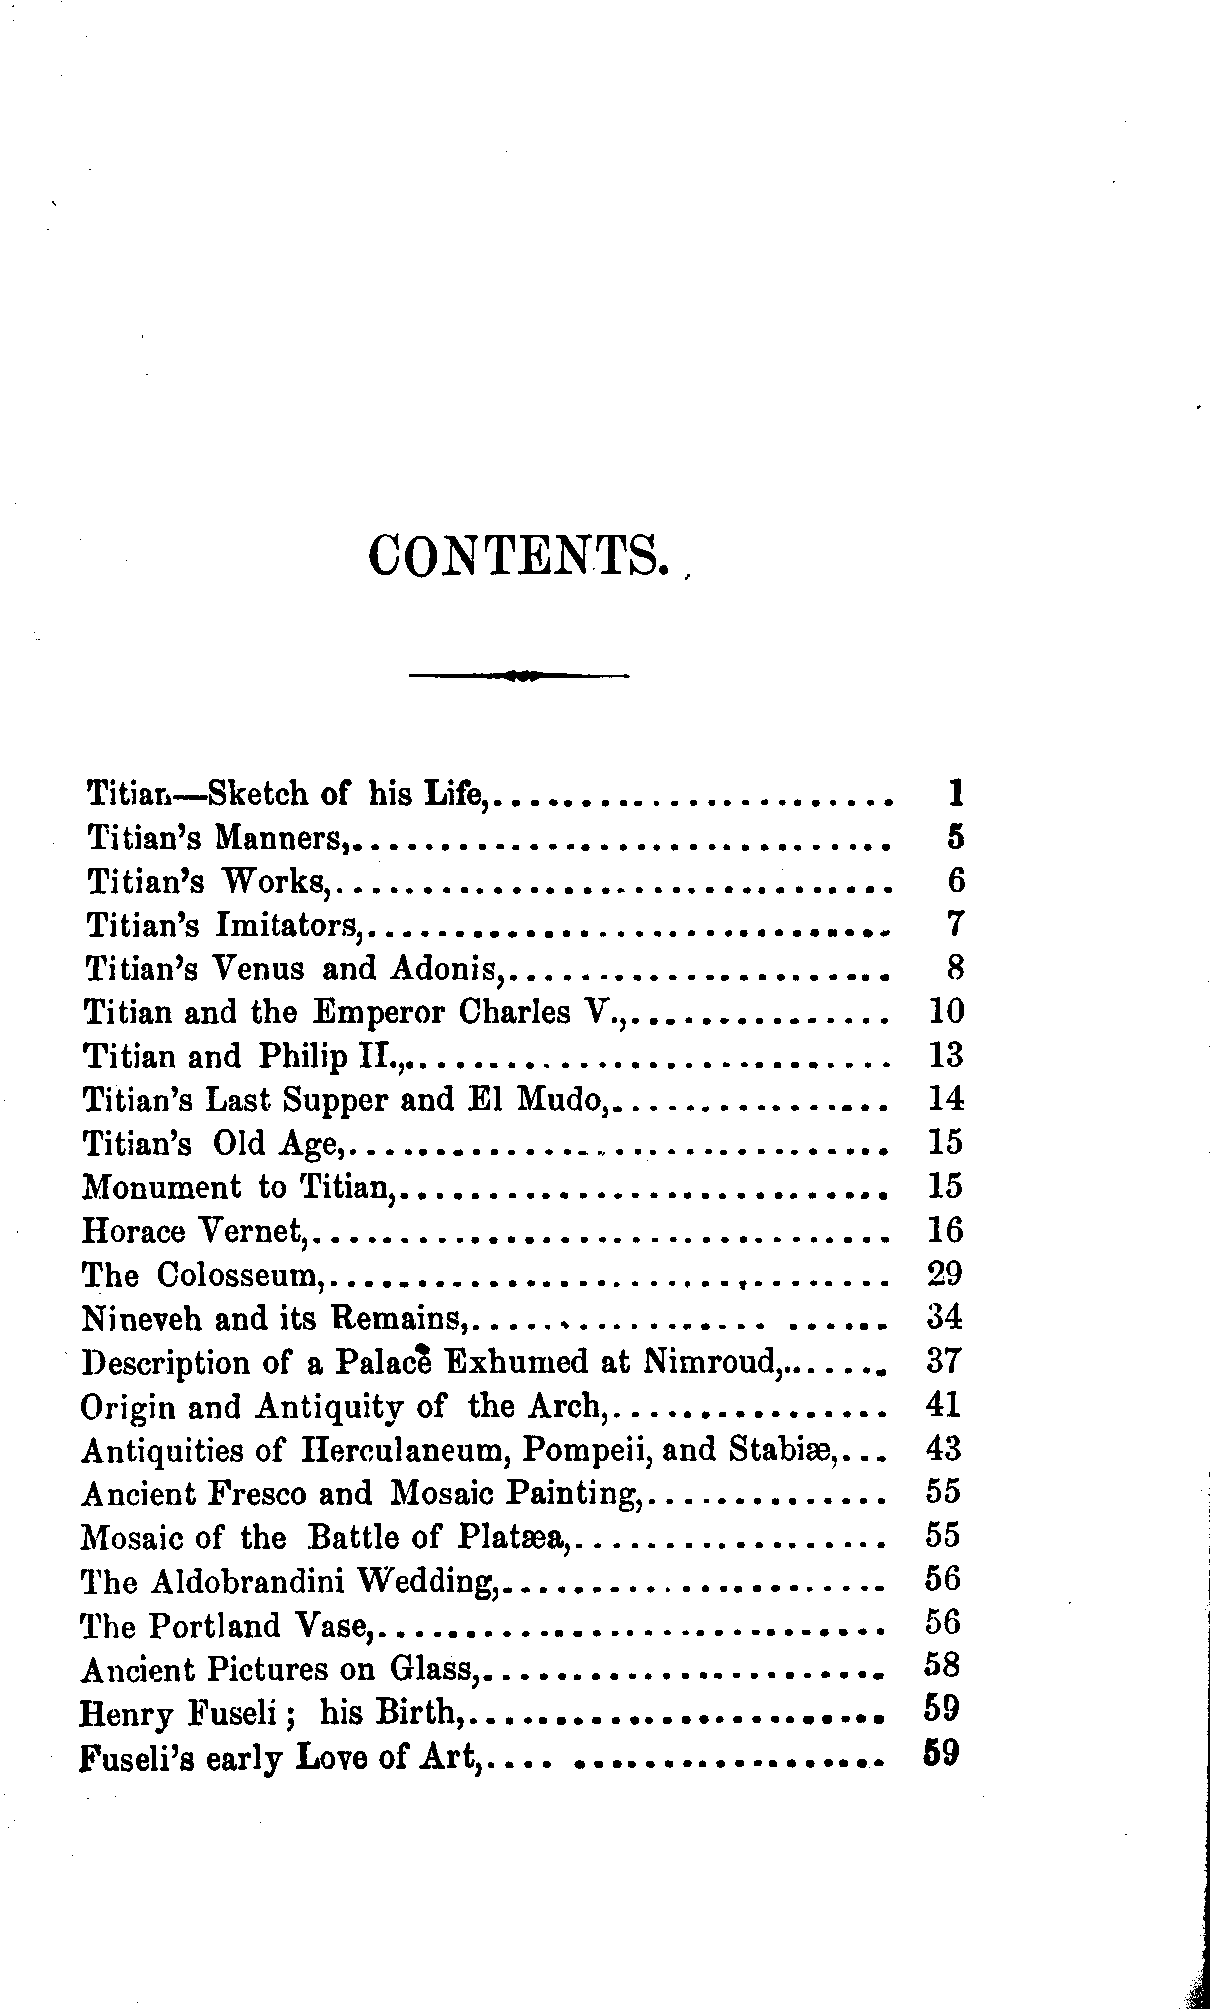 CONTENTS.
Titian—Sketch of his Life,........................ 1
Titian's Manners,............................... 5
Titian's Works,................................ 6
Titian's Imitators,.............................. 7
Titian's Venus and Adonis,...................... 8
Titian and the Emperor Charles V.,............... 10
Titian and Philip II.,............................ 13
Titian's Last Supper and El Mudo,................ 14
Titian's Old Age,............................... 15
Monument to Titian,............................ 15
Horace Vernet,................................. 16
The Colosseum,................................ 29
Nineveh and its Remains,................. ...... 34
Description of a Palace Exhumed at Nimroud,....... 37
Origin and Antiquity of the Arch,................ 41
Antiquities of Herculaneum, Pompeii, and Stabiæ,... 43
Ancient Fresco and Mosaic Painting,.............. 55
Mosaic of the Battle of Platæa,.................. 55
The Aldobrandini Wedding,...................... 56
The Portland Vase,............................. 56
Ancient Pictures on Glass,....................... 58
Henry Fuseli; his Birth,........................ 59
Fuseli's early Love of Art,.... .................. 59